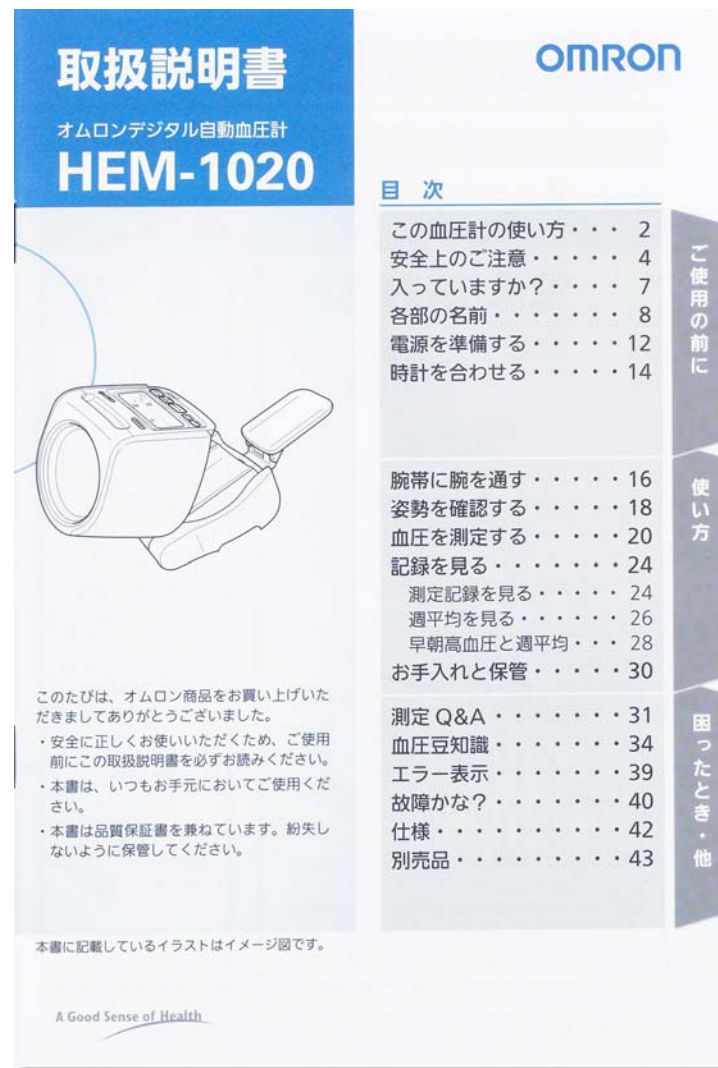 取扱説明書
オムロンデジタル自動血圧計
HEM-1020
OMRON
目 次
この血圧計の使い方・・・ 2
安全上のご注意・・・・・ 4
入っていますか?・・・・ 7
各部の名前・・・・・・・ 8
電源を準備する・・・・・12
時計を合わせる・・・・・14
ご使用の前に
腕帯に腕を通す・・・・・16
姿勢を確認する・・・・・18
血圧を測定する・・・・・20
記録を見る・・・・・・・24
測定記録を見る・・・・・ 24
週平均を見る・・・・・・ 26
早朝高血圧と週平均・・・ 28
お手入れと保管・・・・・30
使い方
測定 Q&A・・・・・・・31
血圧豆知識・・・・・・・34
エラー表示・・・・・・・39
故障かな?・・・・・・・40
仕様・・・・・・・・・・42
別売品・・・・・・・・・43
困ったとき・他
このたびは、オムロン商品をお買い上げいた
だきましてありがとうございました。
・安全に正しくお使いいただくため、ご使用
前にこの取扱説明書を必ずお読みください。
・本書は、いつもお手元においてご使用くだ
さい。
・本書は品質保証書を兼ねています。紛失し
ないように保管してください。
本書に記載しているイラストはイメージ図です。
A Good Sense of Health